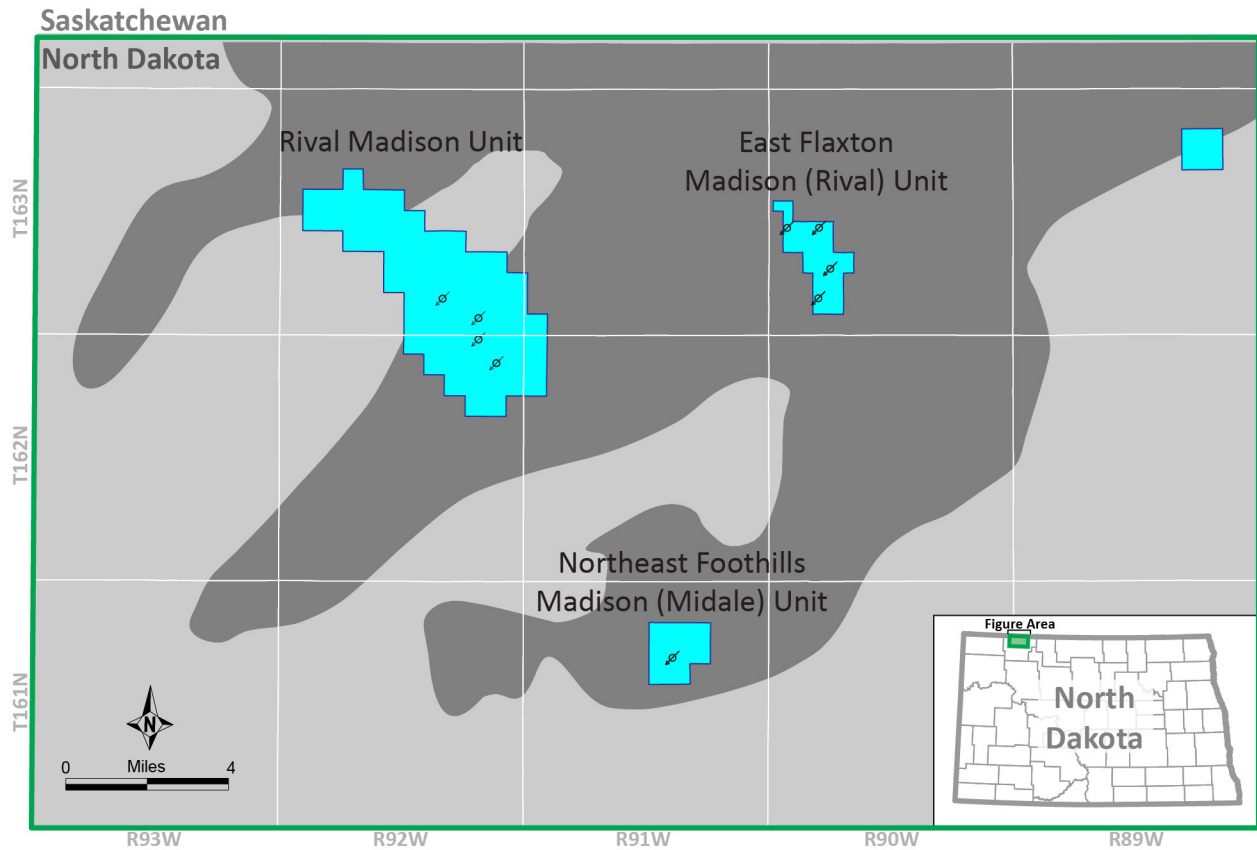 Saskatchewan
North Dakota
Rival Madison Unit
East Flaxton
Madison (Rival) Unit
T163N
T162N
Northeast Foothills
Madison (Midale) Unit
T161N
N
0 Miles 4
Figure Area
North
Dakota
R93W R92W R91W R90W R89W